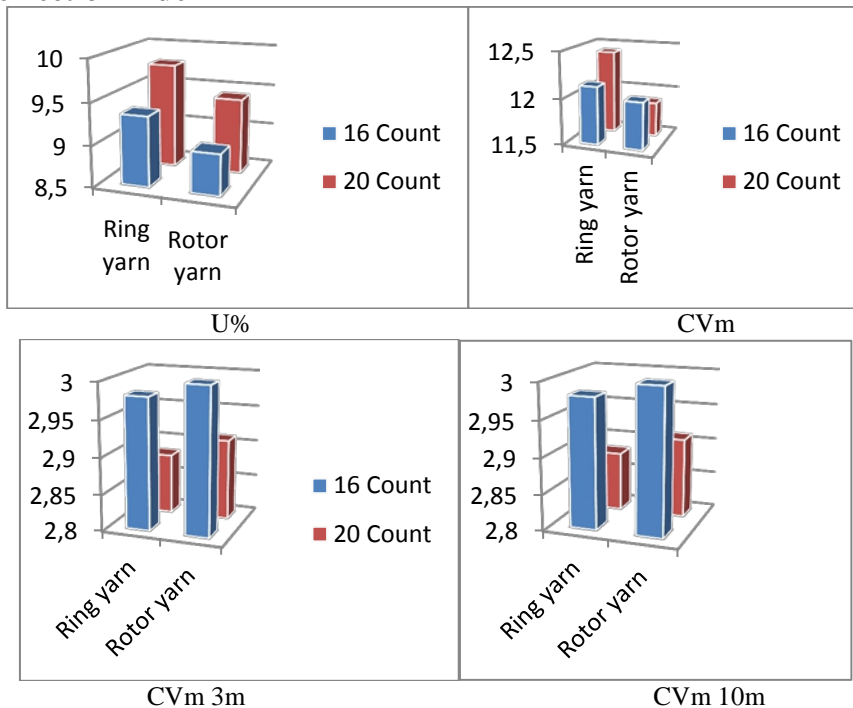 10
9,5
9
8,5
Ring yarn
Rotor yarn
16 Count
20 Count
U%
12,5
12
11,5
Ring yarn
Rotor yarn
16 Count
20 Count
CVm
3
2,95
2,9
2,85
2,8
Ring yarn
Rotor yarn
16 Count
20 Count
CVm 3m
3
2,95
2,9
2,85
2,8
Ring yarn
Rotor yarn
CVm 10m